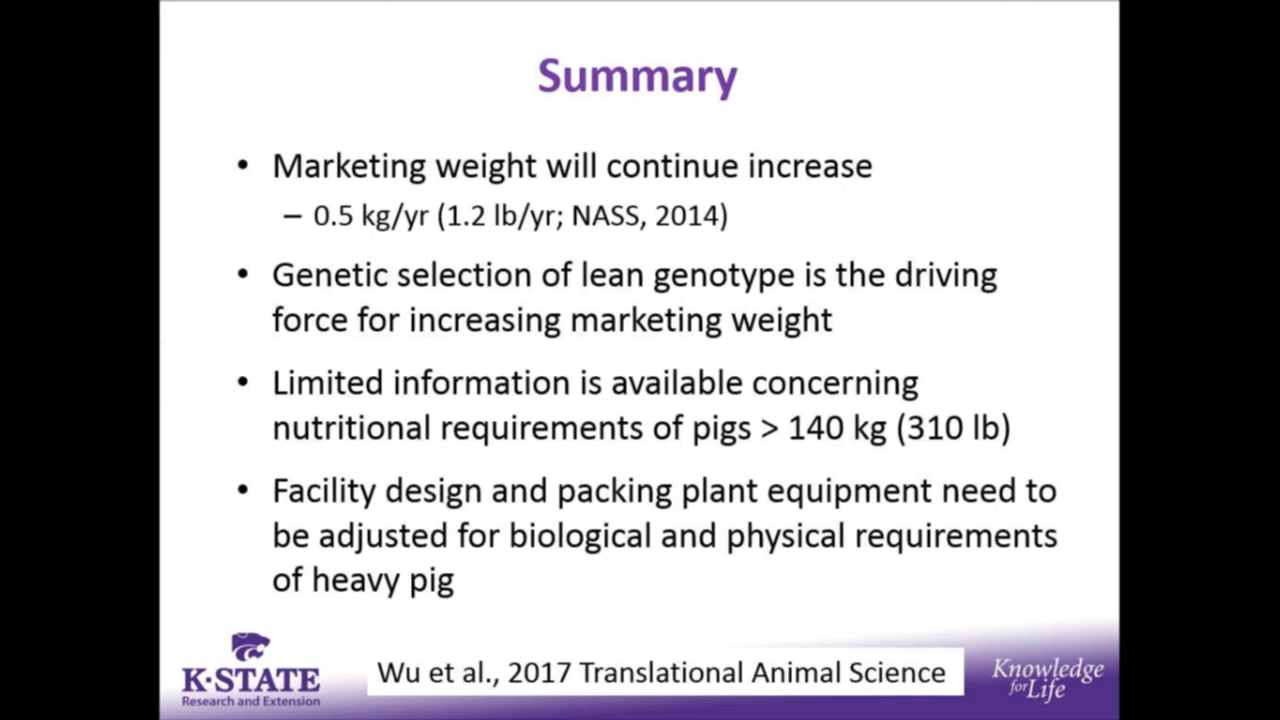 Summary
• Marketing weight will continue increase
– 0.5 kg/yr (1.2 lb/yr; NASS, 2014)
• Genetic selection of lean genotype is the driving
force for increasing marketing weight
• Limited information is available concerning
nutritional requirements of pigs > 140 kg (310 lb)
• Facility design and packing plant equipment need to
be adjusted for biological and physical requirements
of heavy pig
K-STATE
Research and Extension
Wu et al., 2017 Translational Animal Science
Knowledge
for Life